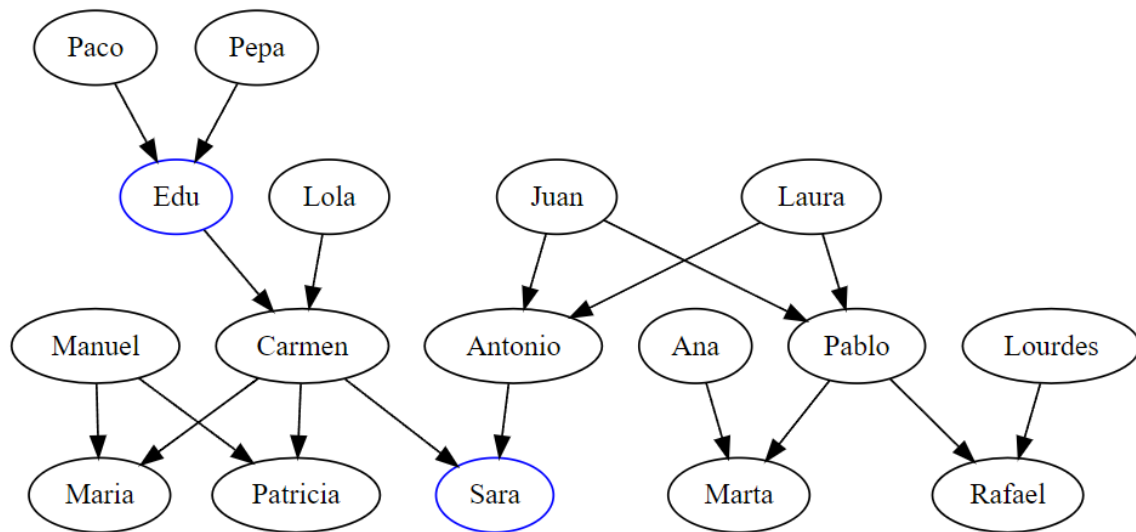 Paco
Pepa
Edu
Lola
Juan
Laura
Manuel
Carmen
Antonio
Ana
Pablo
Lourdes
Maria
Patricia
Sara
Marta
Rafael